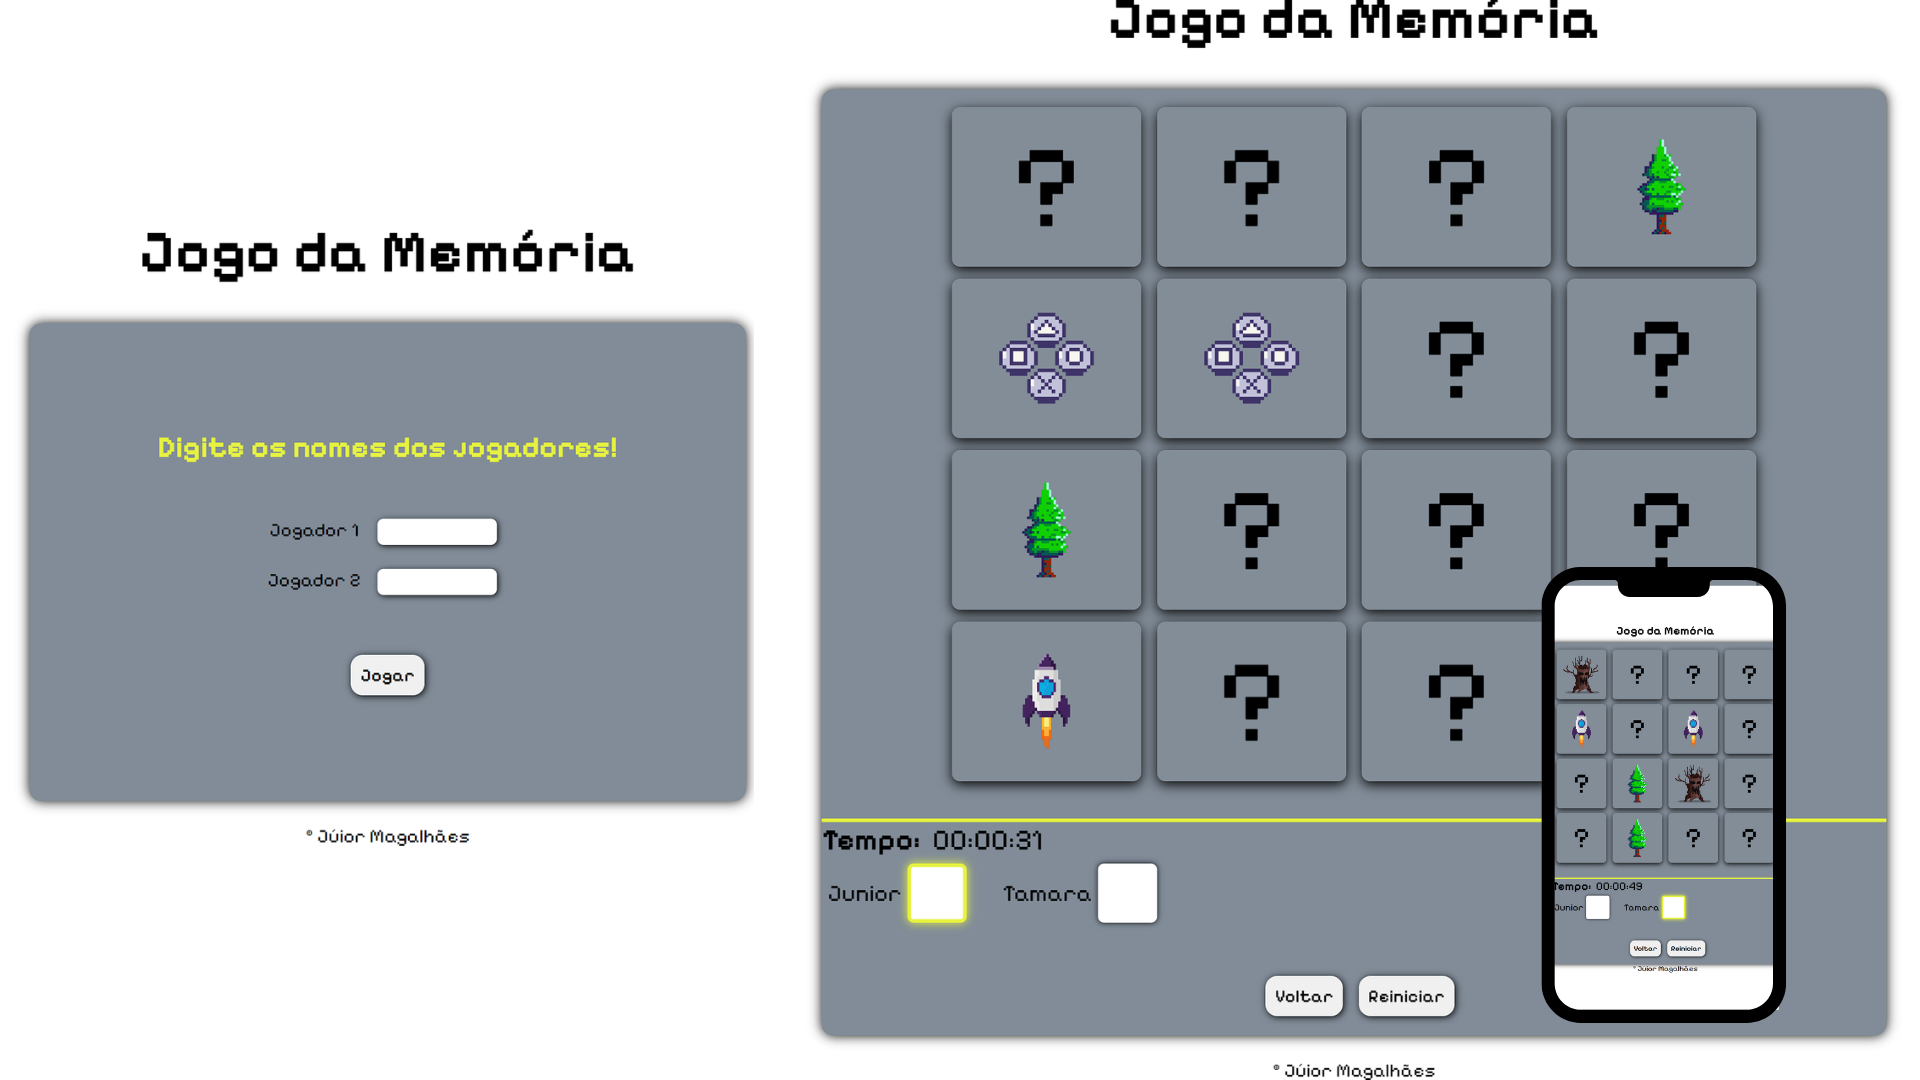 Jogo da Memória
Digite os nomes dos jogadores!
Jogador 1
Jogador 2
Jogar
° Júior Magalhães
Jogo da Memória
? ? ?
? ?
? ? ?
? ?
Tempo: 00:00:31
Junior Tamara
Voltar Reiniciar
° Júior Magalhães
Jogo da Memória
? ? ?
? ?
? ?
? ? ?
Tempo: 00:00:49
Junior Tamara
Voltar Reiniciar
° Júior Magalhães